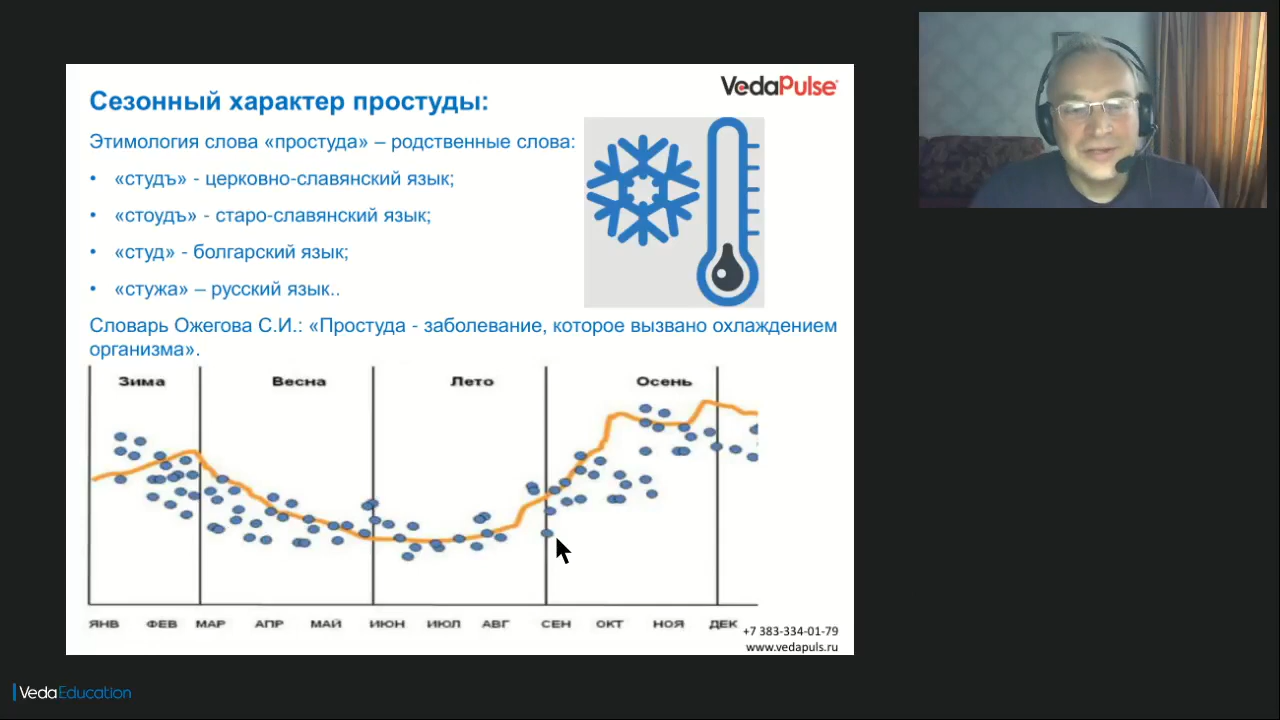 VedaPulse
Сезонный характер простуды:
Этимология слова «простуда» – родственные слова:
• «студъ» - церковно-славянский язык;
• «стоудъ» - старо-славянский язык;
• «студ» - болгарский язык;
• «стужа» – русский язык..
Словарь Ожегова С.И.: «Простуда - заболевание, которое вызвано охлаждением
организма».
Зима Весна Лето Осень
ЯНВ ФЕВ МАР АПР МАЙ ИЮН ИЮЛ АВГ СЕН ОКТ НОЯ ДЕК
+7 383-334-01-79
www.vedapuls.ru
VedaEducation